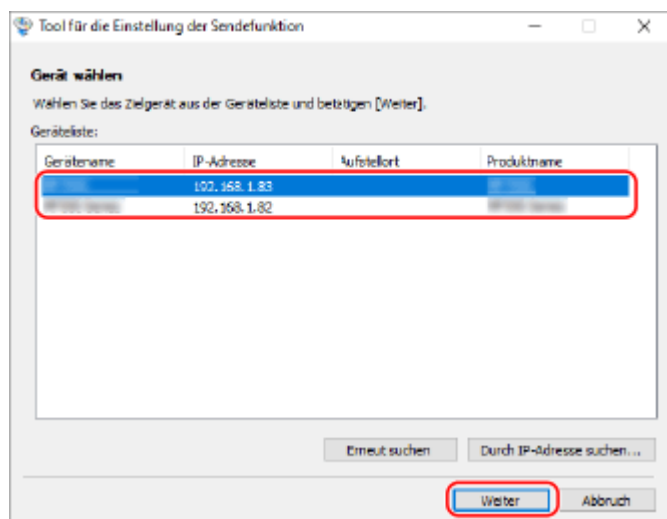 Tool für die Einstellung der Sendefunktion
Gerät wählen
Wählen Sie das Zielgerät aus der Geräteliste und betätigen [Weiter].
Geräteliste:
Gerätename IP-Adresse Aufstellort Produktname
192.168.1.83
192.168.1.82
Erneut suchen Durch IP-Adresse suchen...
Weiter Abbruch